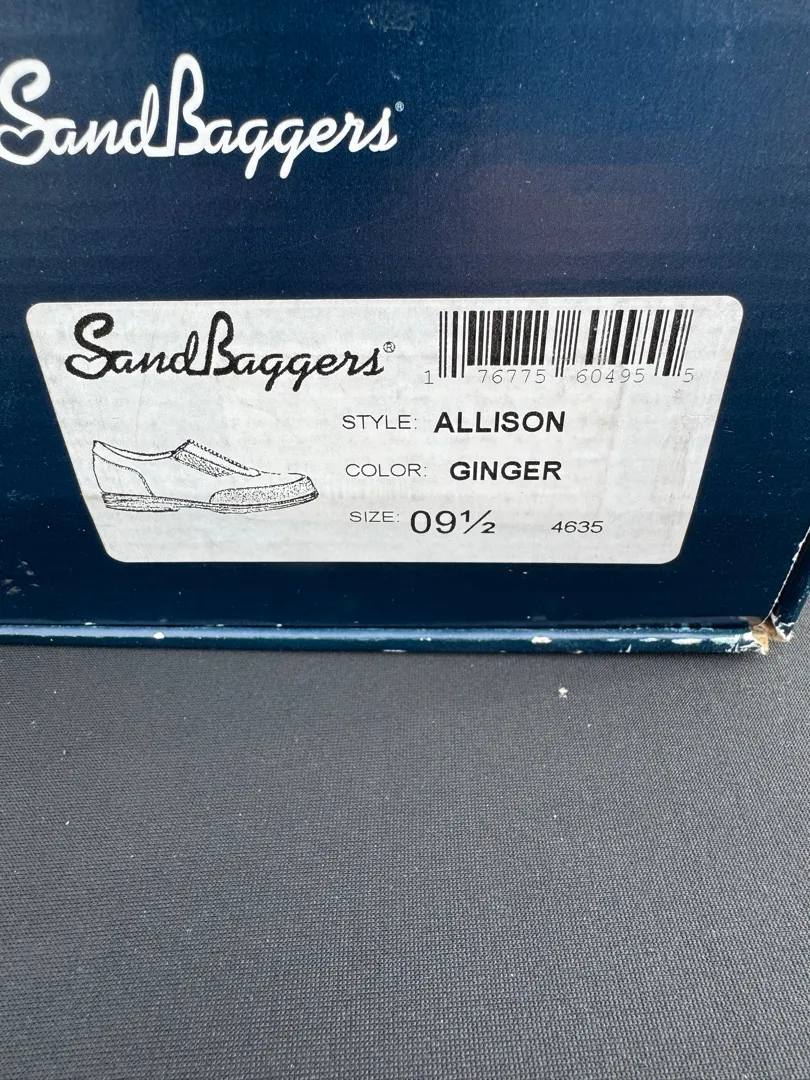 SandBaggers®
SandBaggers®
1 76775 60495 5
STYLE: ALLISON
COLOR: GINGER
SIZE: 09½ 4635